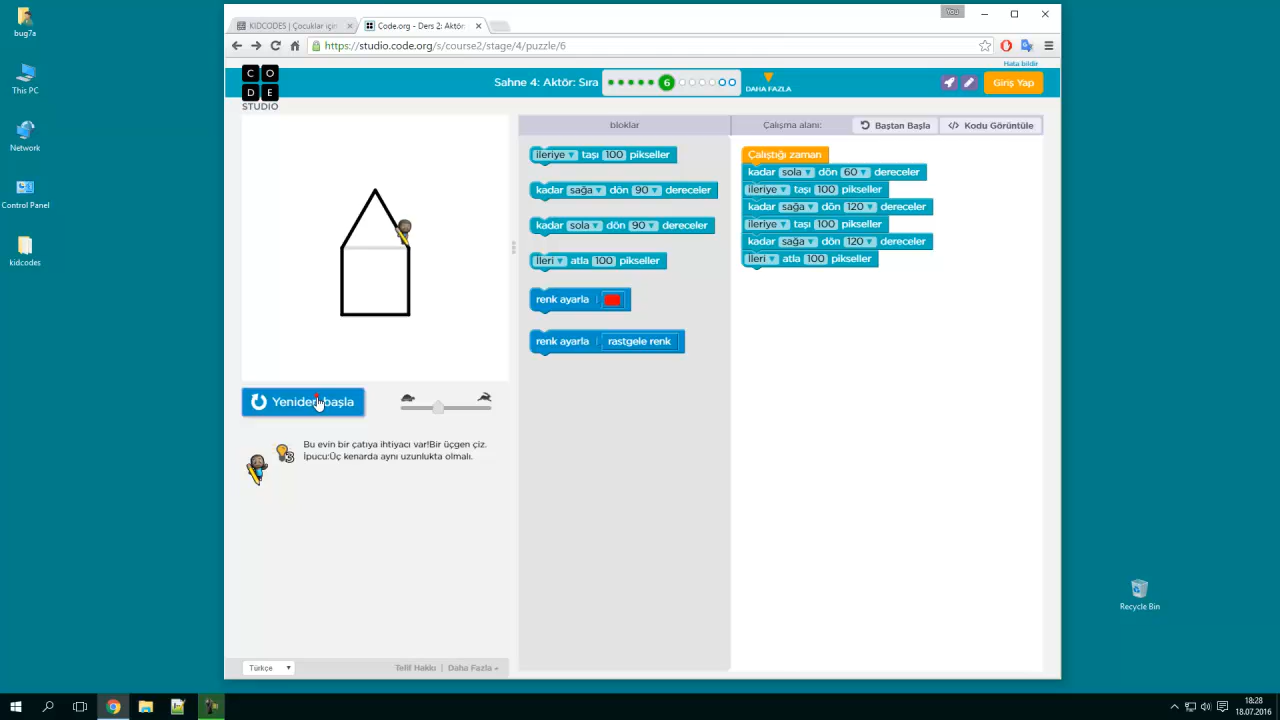 bug7a
This PC
Network
Control Panel
kidcodes
Recycle Bin
You
KIDCODES | Çocuklar için
Code.org - Ders 2: Aktör:
https://studio.code.org/s/course2/stage/4/puzzle/6
Hata bildir
C O
D E
STUDIO
Sahne 4: Aktör: Sıra
6
DAHA FAZLA
Giriş Yap
bloklar
Çalışma alanı:
Baştan Başla
</> Kodu Görüntüle
ileriye taşı 100 pikseller
kadar sağa dön 90 dereceler
kadar sola dön 90 dereceler
İleri atla 100 pikseller
renk ayarla
renk ayarla rastgele renk
Çalıştığı zaman
kadar sola dön 60 dereceler
ileriye taşı 100 pikseller
kadar sağa dön 120 dereceler
ileriye taşı 100 pikseller
kadar sağa dön 120 dereceler
İleri atla 100 pikseller
Yeniden başla
3
Bu evin bir çatıya ihtiyacı var!Bir üçgen çiz.
İpucu:Üç kenarda aynı uzunlukta olmalı.
Türkçe
Telif Hakkı | Daha Fazla
18:28
18.07.2016